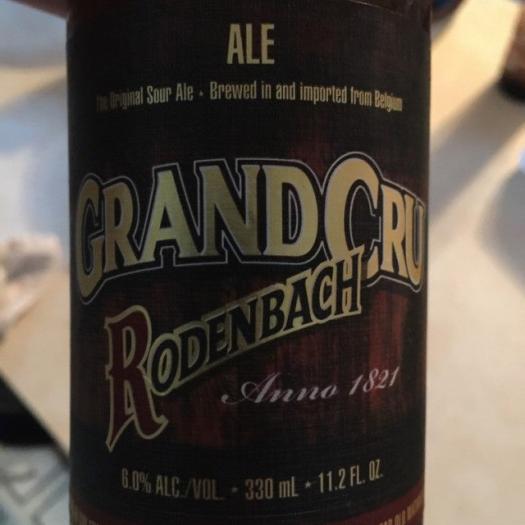 ALE
The Original Sour Ale • Brewed in and imported from Belgium
GRAND CRU
RODENBACH
Anno 1821
6.0% ALC./VOL. • 330 mL • 11.2 FL. OZ.